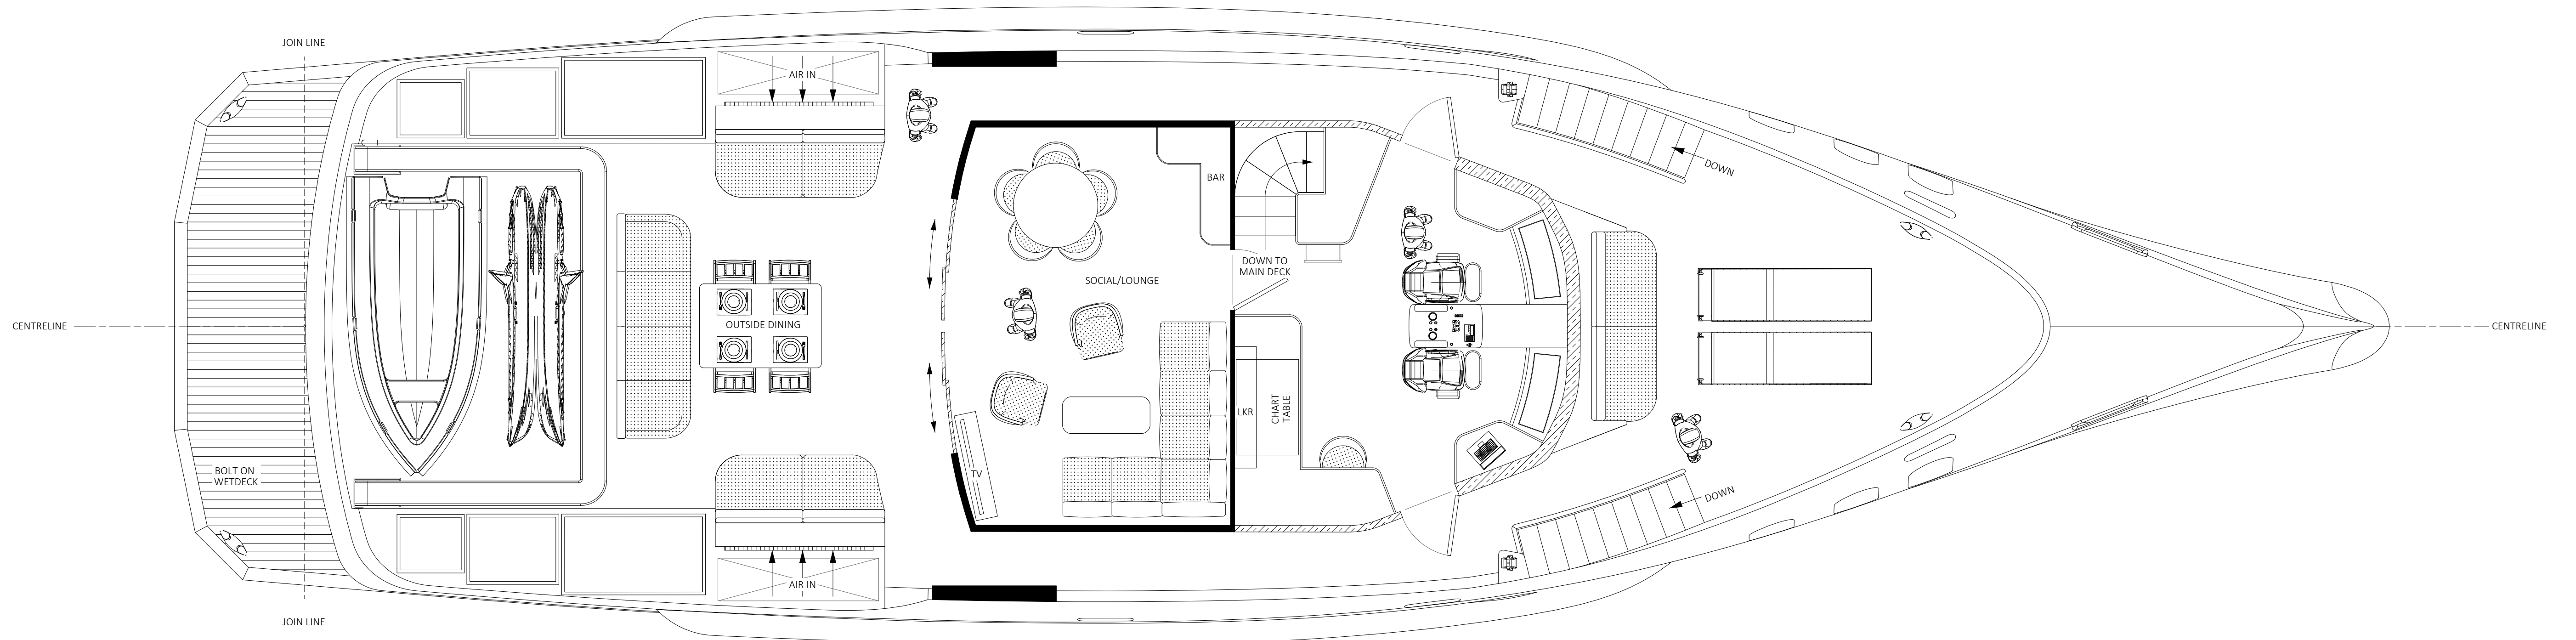 JOIN LINE
AIR IN
DOWN
BAR
DOWN TO
MAIN DECK
SOCIAL/LOUNGE
CENTRELINE
OUTSIDE DINING
CENTRELINE
LKR
CHART
TABLE
BOLT ON
WETDECK
TV
DOWN
AIR IN
JOIN LINE